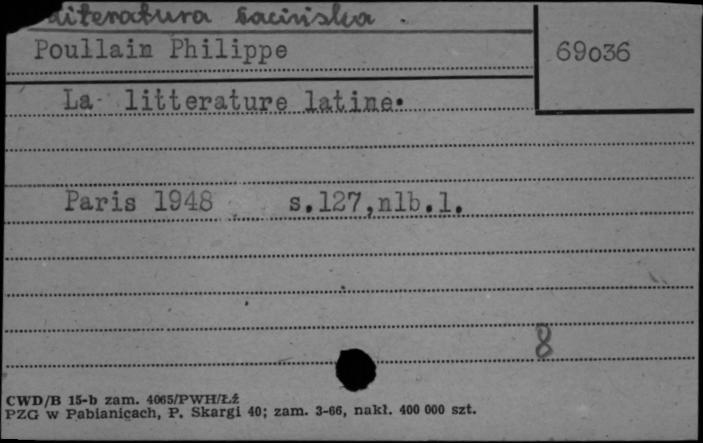 Literatura łacińska.
Poullain Philippe
69o36
La litterature latine.
Paris 1948 s.127,nlb.1.
8
CWD/B 15-b zam. 4065/PWH/Łź
PZG w Pabianicach, P. Skargi 40; zam. 3-66, nakł. 400 000 szt.